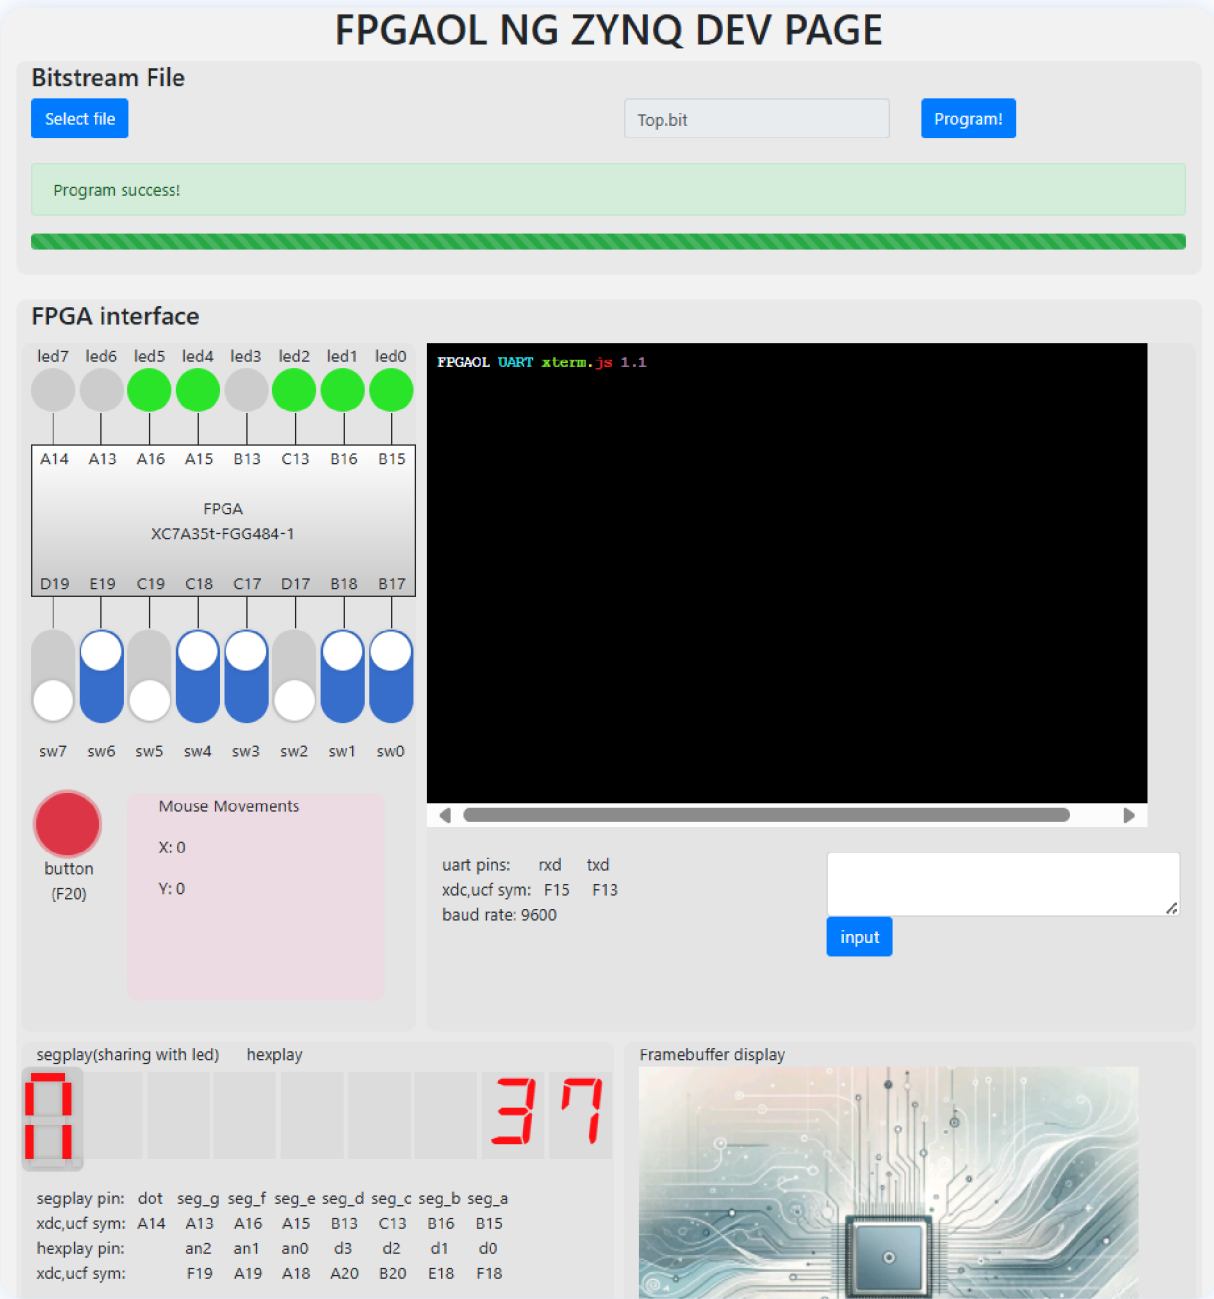 FPGAOL NG ZYNQ DEV PAGE
Bitstream File
Select file Top.bit Program!
Program success!
FPGA interface
led7 led6 led5 led4 led3 led2 led1 led0
A14 A13 A16 A15 B13 C13 B16 B15
FPGA
XC7A35t-FGG484-1
D19 E19 C19 C18 C17 D17 B18 B17
sw7 sw6 sw5 sw4 sw3 sw2 sw1 sw0
button
(F20)
Mouse Movements
X: 0
Y: 0
FPGAOL UART xterm.js 1.1
uart pins: rxd txd
xdc,ucf sym: F15 F13
baud rate: 9600
input
segplay(sharing with led) hexplay
37
segplay pin: dot seg_g seg_f seg_e seg_d seg_c seg_b seg_a
xdc,ucf sym: A14 A13 A16 A15 B13 C13 B16 B15
hexplay pin: an2 an1 an0 d3 d2 d1 d0
xdc,ucf sym: F19 A19 A18 A20 B20 E18 F18
Framebuffer display